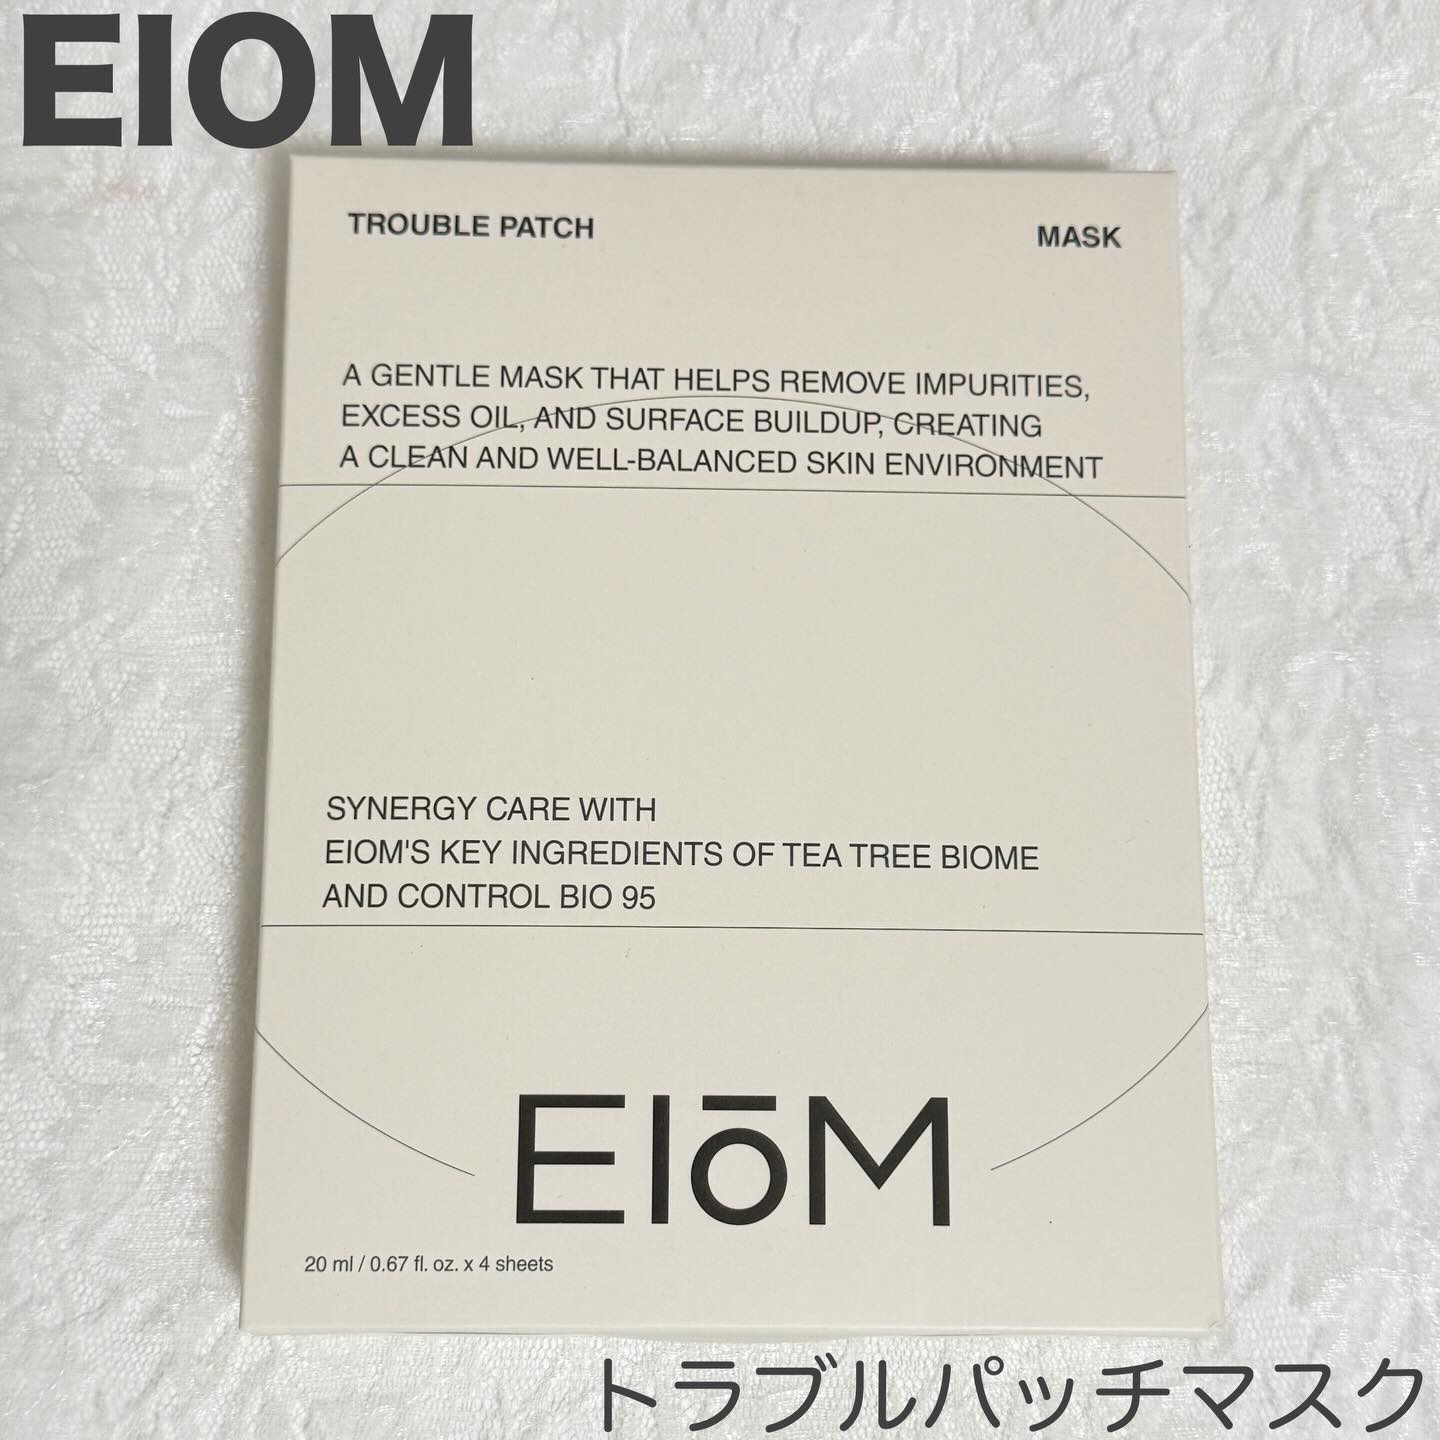 EIOM
TROUBLE PATCH
MASK
A GENTLE MASK THAT HELPS REMOVE IMPURITIES,
EXCESS OIL, AND SURFACE BUILDUP, CREATING
A CLEAN AND WELL-BALANCED SKIN ENVIRONMENT
SYNERGY CARE WITH
EIOM'S KEY INGREDIENTS OF TEA TREE BIOME
AND CONTROL BIO 95
EIōM
20 ml / 0.67 fl. oz. x 4 sheets
トラブルパッチマスク